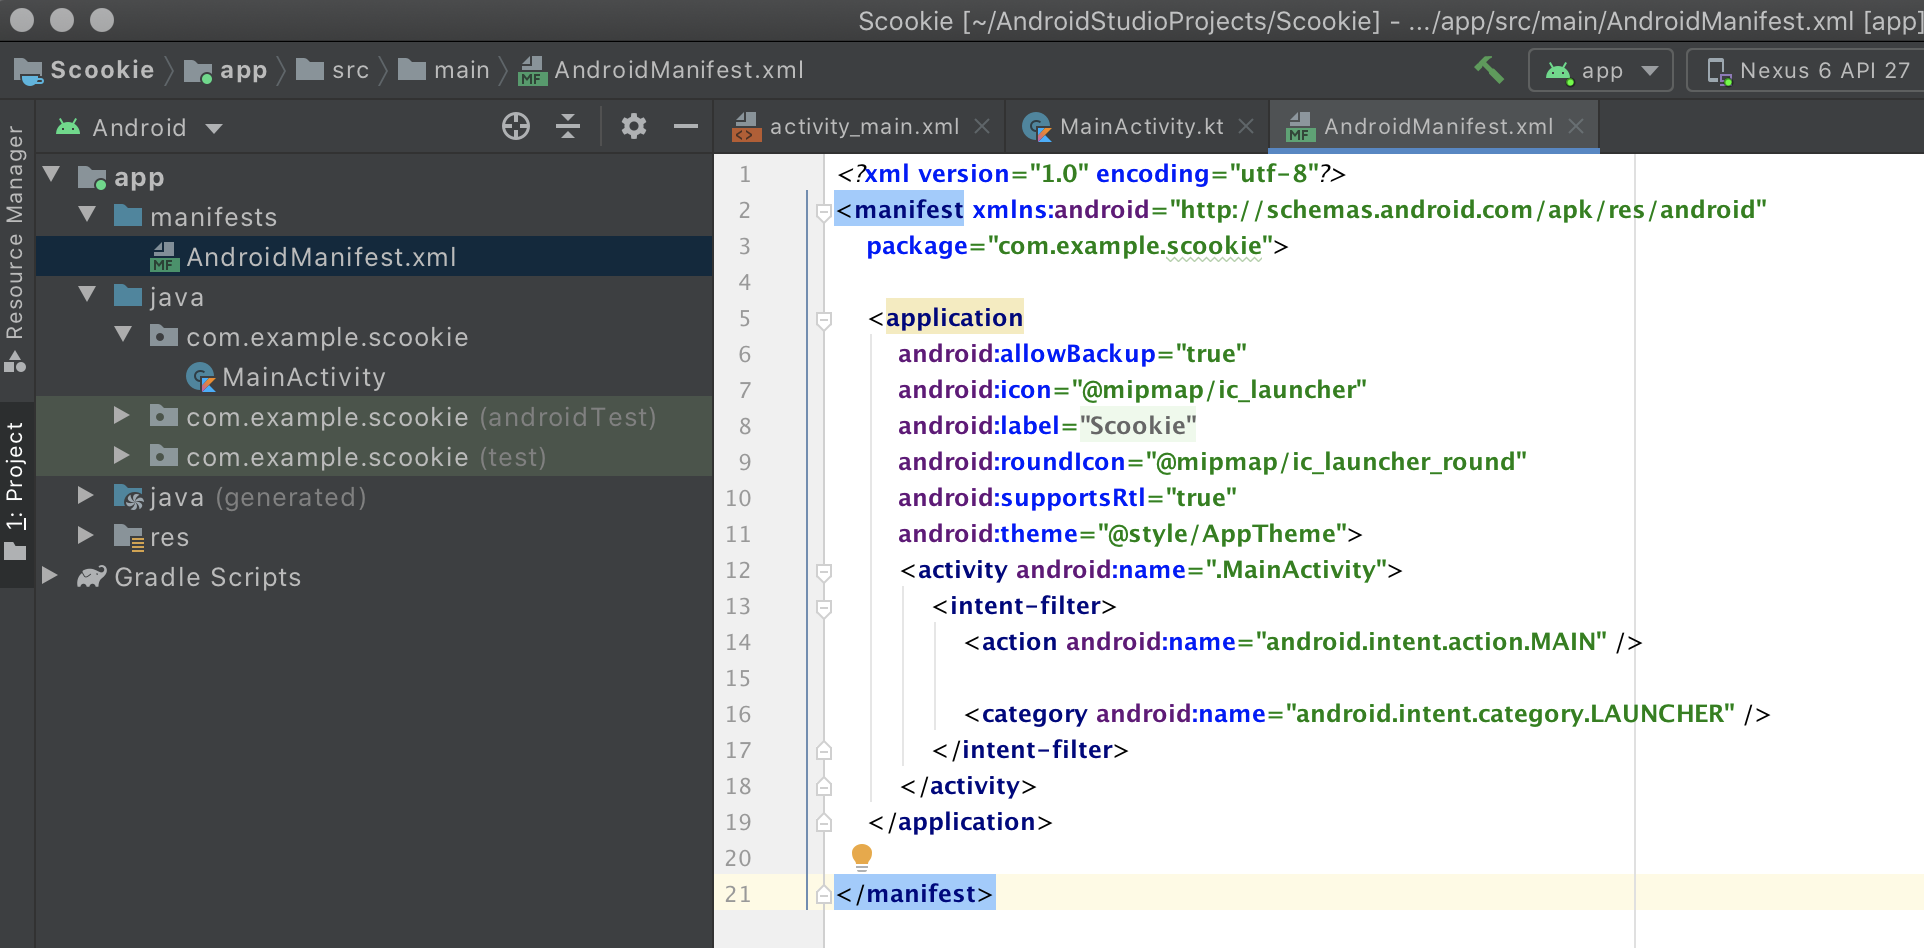 Scookie [~/AndroidStudioProjects/Scookie] - .../app/src/main/AndroidManifest.xml [app]
Scookie app src main AndroidManifest.xml app Nexus 6 API 27
Resource Manager
1: Project
Android
app
manifests
AndroidManifest.xml
java
com.example.scookie
MainActivity
com.example.scookie (androidTest)
com.example.scookie (test)
java (generated)
res
Gradle Scripts
activity_main.xml MainActivity.kt AndroidManifest.xml
1 <?xml version="1.0" encoding="utf-8"?>
2 <manifest xmlns:android="http://schemas.android.com/apk/res/android"
3 package="com.example.scookie">
4
5 <application
6 android:allowBackup="true"
7 android:icon="@mipmap/ic_launcher"
8 android:label="Scookie"
9 android:roundIcon="@mipmap/ic_launcher_round"
10 android:supportsRtl="true"
11 android:theme="@style/AppTheme">
12 <activity android:name=".MainActivity">
13 <intent-filter>
14 <action android:name="android.intent.action.MAIN" />
15
16 <category android:name="android.intent.category.LAUNCHER" />
17 </intent-filter>
18 </activity>
19 </application>
20
21 </manifest>